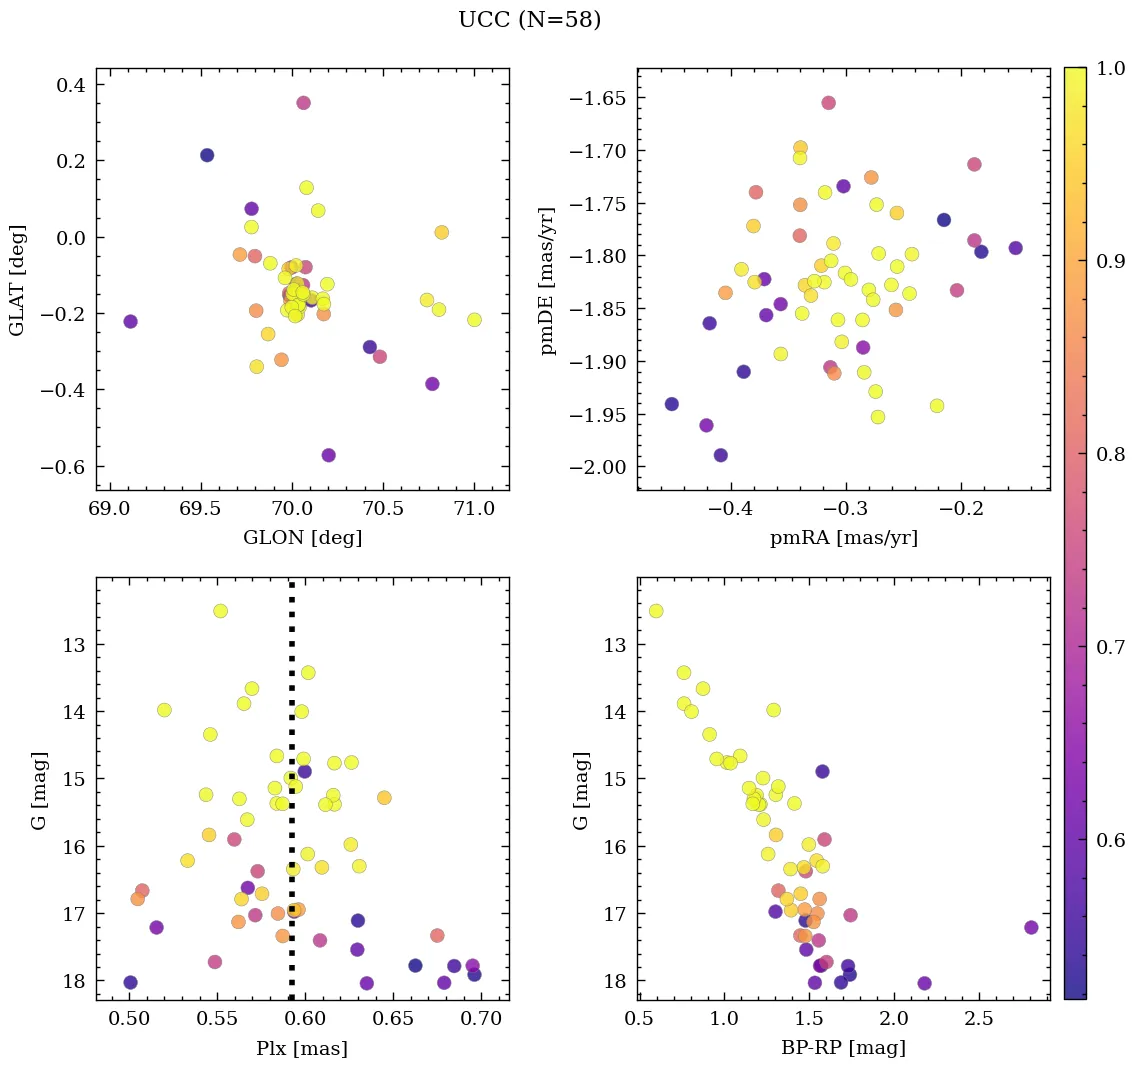 UCC (N=58)
0.4
0.2
0.0
−0.2
−0.4
−0.6
GLAT [deg]
69.0 69.5 70.0 70.5 71.0
GLON [deg]
−1.65
−1.70
−1.75
−1.80
−1.85
−1.90
−1.95
−2.00
pmDE [mas/yr]
−0.4 −0.3 −0.2
pmRA [mas/yr]
1.0
0.9
0.8
0.7
0.6
13
14
15
16
17
18
G [mag]
0.50 0.55 0.60 0.65 0.70
Plx [mas]
13
14
15
16
17
18
G [mag]
0.5 1.0 1.5 2.0 2.5
BP-RP [mag]